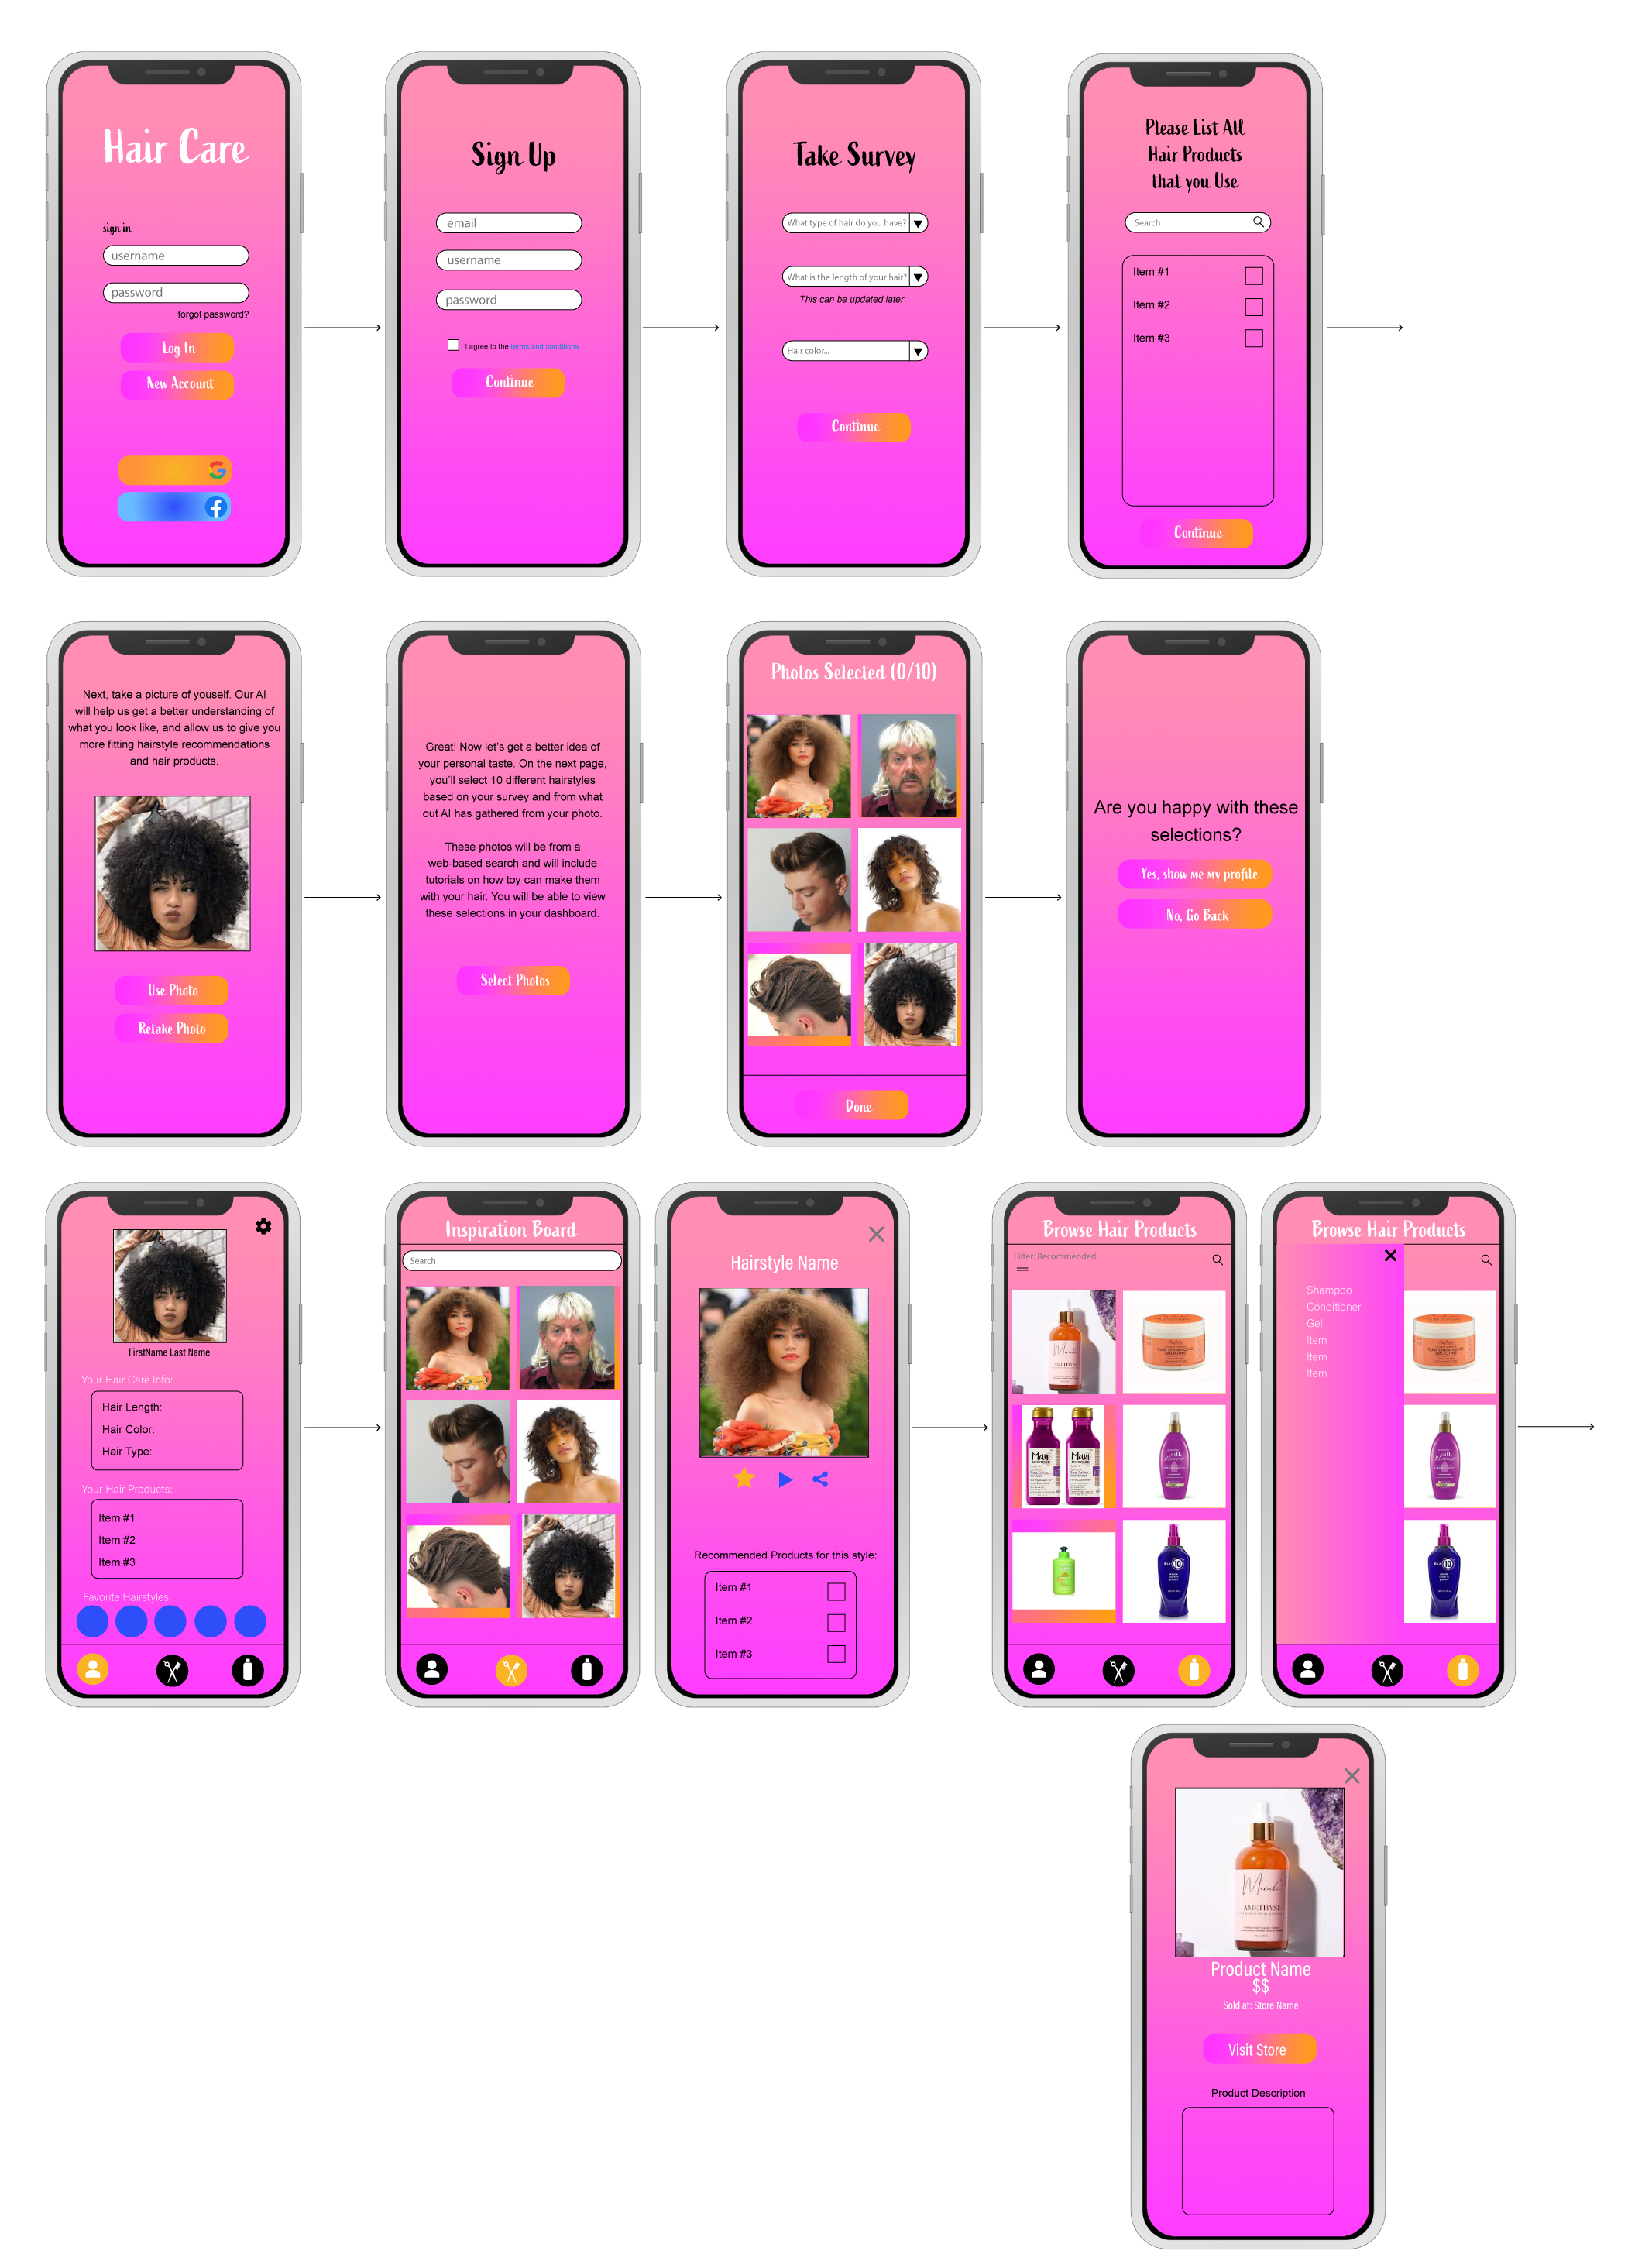 Hair Care
sign in
username
password
forgot password?
Log In
New Account
Sign Up
email
username
password
I agree to the terms and conditions
Continue
Take Survey
What type of hair do you have?
What is the length of your hair?
This can be updated later
Hair color...
Continue
Please List All
Hair Products
that you Use
Search
Item #1
Item #2
Item #3
Continue
Next, take a picture of youself. Our AI
will help us get a better understanding of
what you look like, and allow us to give you
more fitting hairstyle recommendations
and hair products.
Use Photo
Retake Photo
Great! Now let's get a better idea of
your personal taste. On the next page,
you'll select 10 different hairstyles
based on your survey and from what
out AI has gathered from your photo.
These photos will be from a
web-based search and will include
tutorials on how toy can make them
with your hair. You will be able to view
these selections in your dashboard.
Select Photos
Photos Selected (0/10)
Done
Are you happy with these
selections?
Yes, show me my profile
No, Go Back
FirstName Last Name
Your Hair Care Info:
Hair Length:
Hair Color:
Hair Type:
Your Hair Products:
Item #1
Item #2
Item #3
Favorite Hairstyles:
Inspiration Board
Search
Hairstyle Name
Recommended Products for this style:
Item #1
Item #2
Item #3
Browse Hair Products
Filter: Recommended
AMETHYST
Maui
Maui
10
Browse Hair Products
Shampoo
Conditioner
Gel
Item
Item
Item
10
AMETHYST
Product Name
$$
Sold at: Store Name
Visit Store
Product Description